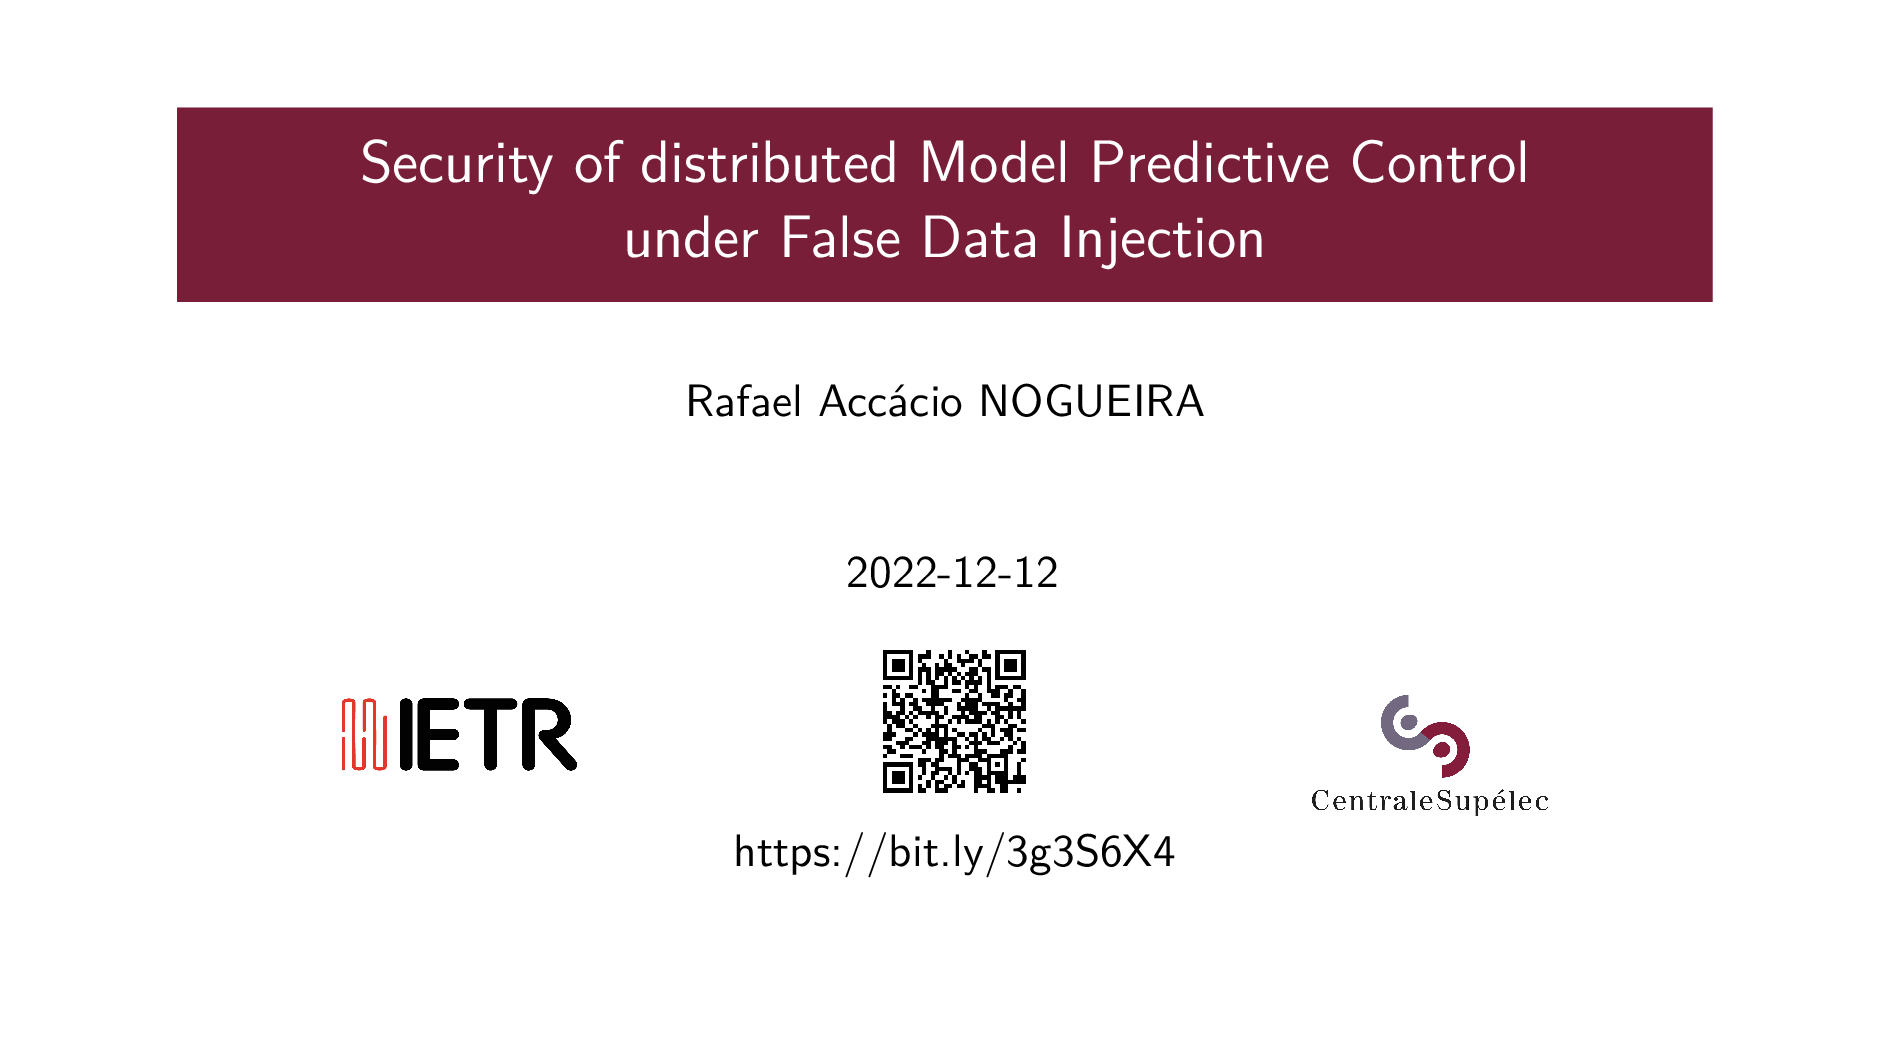 Security of distributed Model Predictive Control
under False Data Injection
Rafael Accácio NOGUEIRA
2022-12-12
IETR
CentraleSupélec
https://bit.ly/3g3S6X4